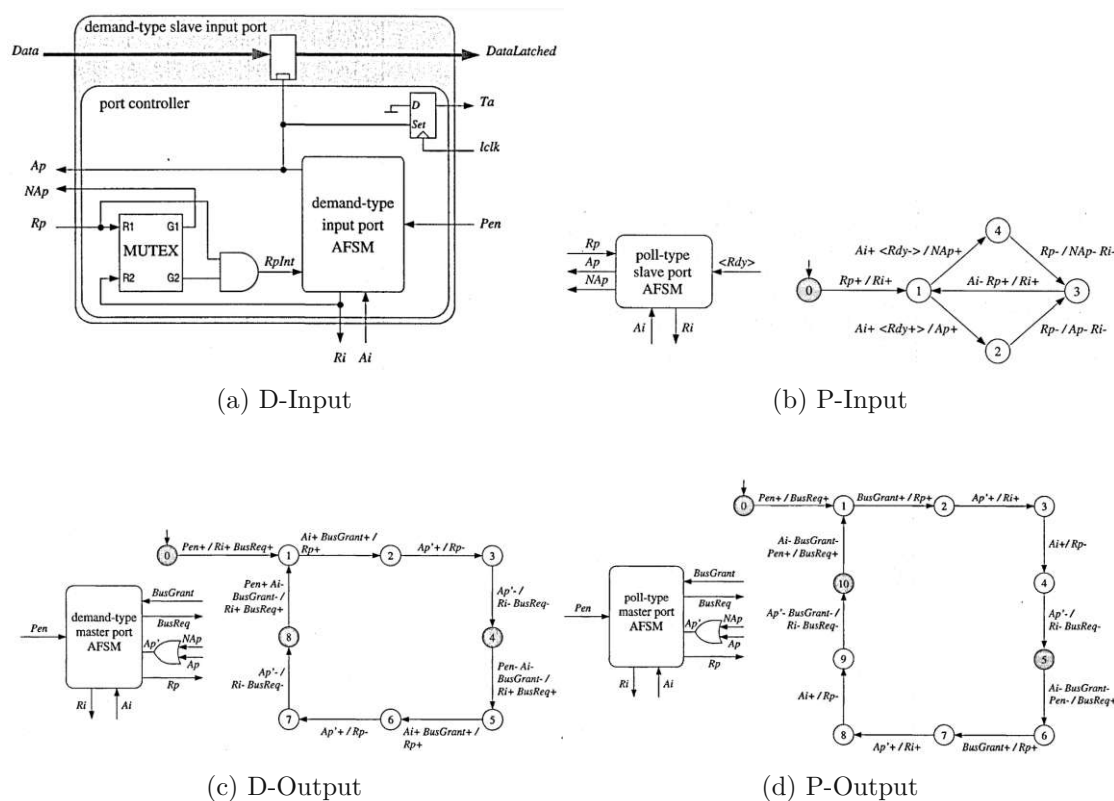 demand-type slave input port
Data
DataLatched
port controller
D
Set
Ta
lclk
Ap
NAp
Rp
R1
G1
MUTEX
R2
G2
RpInt
demand-type
input port
AFSM
Pen
Ri
Ai
(a) D-Input
Rp
Ap
NAp
poll-type
slave port
AFSM
<Rdy>
Ai
Ri
0
Rp+ / Ri+
1
Ai+ <Rdy-> / NAp+
4
Rp- / NAp- Ri-
Ai- Rp+ / Ri+
3
Ai+ <Rdy+> / Ap+
2
Rp- / Ap- Ri-
(b) P-Input
Pen
demand-type
master port
AFSM
BusGrant
BusReq
Ap'
NAp
Ap
Rp
Ri
Ai
0
Pen+ / Ri+ BusReq+
1
Ai+ BusGrant+ /
Rp+
2
Ap'+ / Rp-
3
Ap'- /
Ri- BusReq-
4
Pen- Ai-
BusGrant- /
Ri+ BusReq+
5
Ai+ BusGrant+ /
Rp+
6
Ap'+ / Rp-
7
Ap'- /
Ri- BusReq-
8
Pen+ Ai-
BusGrant- /
Ri+ BusReq+
(c) D-Output
Pen
poll-type
master port
AFSM
BusGrant
BusReq
Ap'
NAp
Ap
Rp
Ri
Ai
0
Pen+ / BusReq+
1
BusGrant+ / Rp+
2
Ap'+ / Ri+
3
Ai+/ Rp-
4
Ap'- /
Ri- BusReq-
5
Ai- BusGrant-
Pen- / BusReq+
6
BusGrant+ / Rp+
7
Ap'+ / Ri+
8
Ai+ / Rp-
9
Ap'- BusGrant- /
Ri- BusReq-
10
Ai- BusGrant-
Pen+ / BusReq+
(d) P-Output